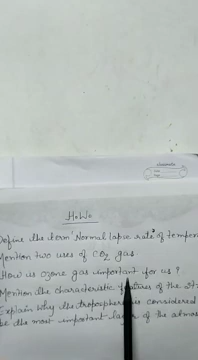 H.W.
Define the term 'Normal lapse rate' of temper
Mention two uses of CO2 gas.
How is ozone gas important for us?
Mention the characteristic features of the st
Explain why the troposphere is considered
be the most important layer of the atmos